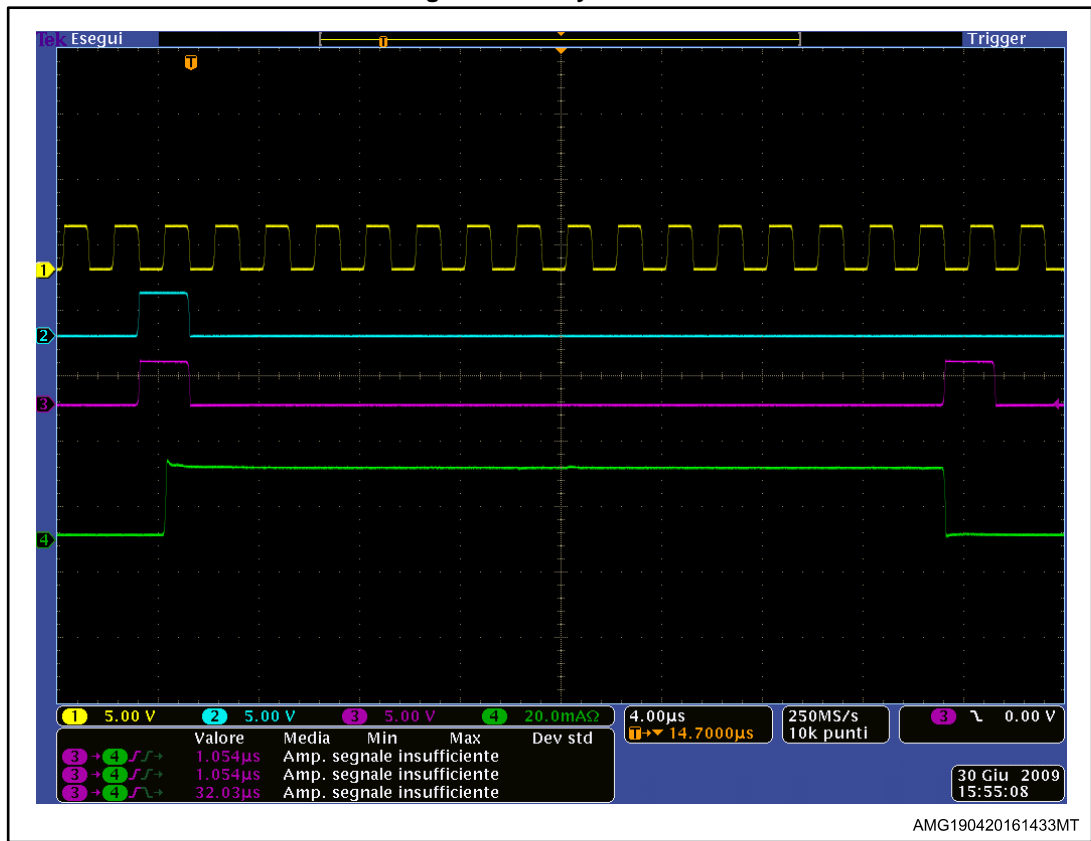 Tek Esegui Trigger
T
T
1
2
3
4
1 5.00 V 2 5.00 V 3 5.00 V 4 20.0mAΩ
4.00µs
T→▼ 14.7000µs
250MS/s
10k punti
3 0.00 V
Valore Media Min Max Dev std
3 → 4 1.054µs Amp. segnale insufficiente
3 → 4 1.054µs Amp. segnale insufficiente
3 → 4 32.03µs Amp. segnale insufficiente
30 Giu 2009
15:55:08
AMG190420161433MT